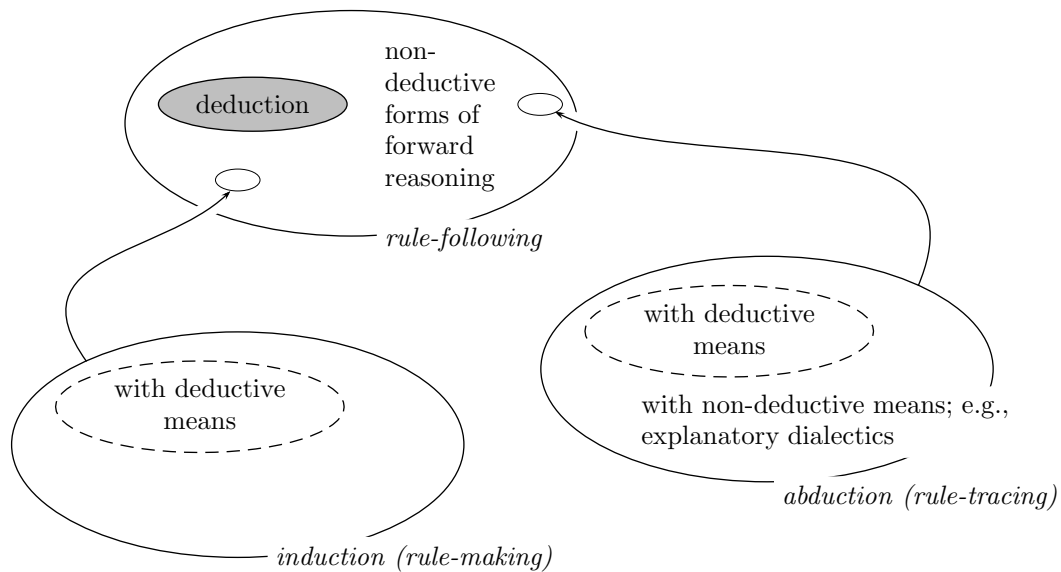 deduction
non-
deductive
forms of
forward
reasoning
rule-following
with deductive
means
with non-deductive means; e.g.,
explanatory dialectics
abduction (rule-tracing)
with deductive
means
induction (rule-making)